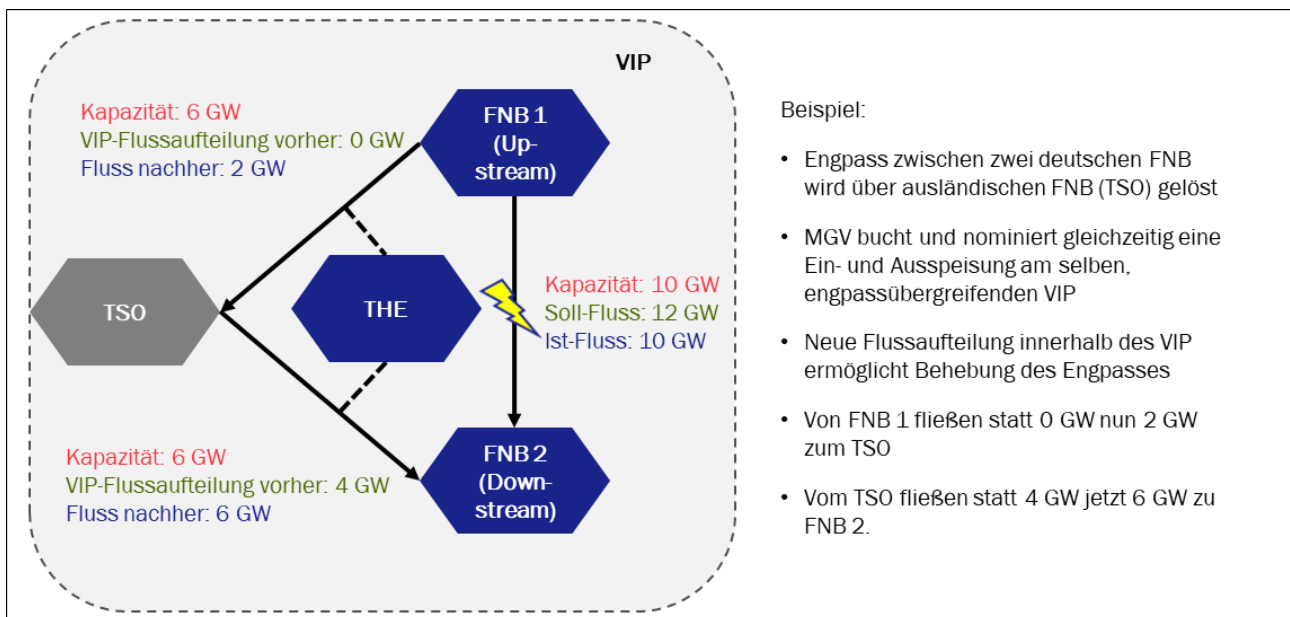 VIP
Kapazität: 6 GW
VIP-Flussaufteilung vorher: 0 GW
Fluss nachher: 2 GW
FNB 1
(Up-
stream)
TSO
THE
Kapazität: 10 GW
Soll-Fluss: 12 GW
Ist-Fluss: 10 GW
Kapazität: 6 GW
VIP-Flussaufteilung vorher: 4 GW
Fluss nachher: 6 GW
FNB 2
(Down-
stream)
Beispiel:
• Engpass zwischen zwei deutschen FNB
wird über ausländischen FNB (TSO) gelöst
• MGV bucht und nominiert gleichzeitig eine
Ein- und Ausspeisung am selben,
engpassübergreifenden VIP
• Neue Flussaufteilung innerhalb des VIP
ermöglicht Behebung des Engpasses
• Von FNB 1 fließen statt 0 GW nun 2 GW
zum TSO
• Vom TSO fließen statt 4 GW jetzt 6 GW zu
FNB 2.